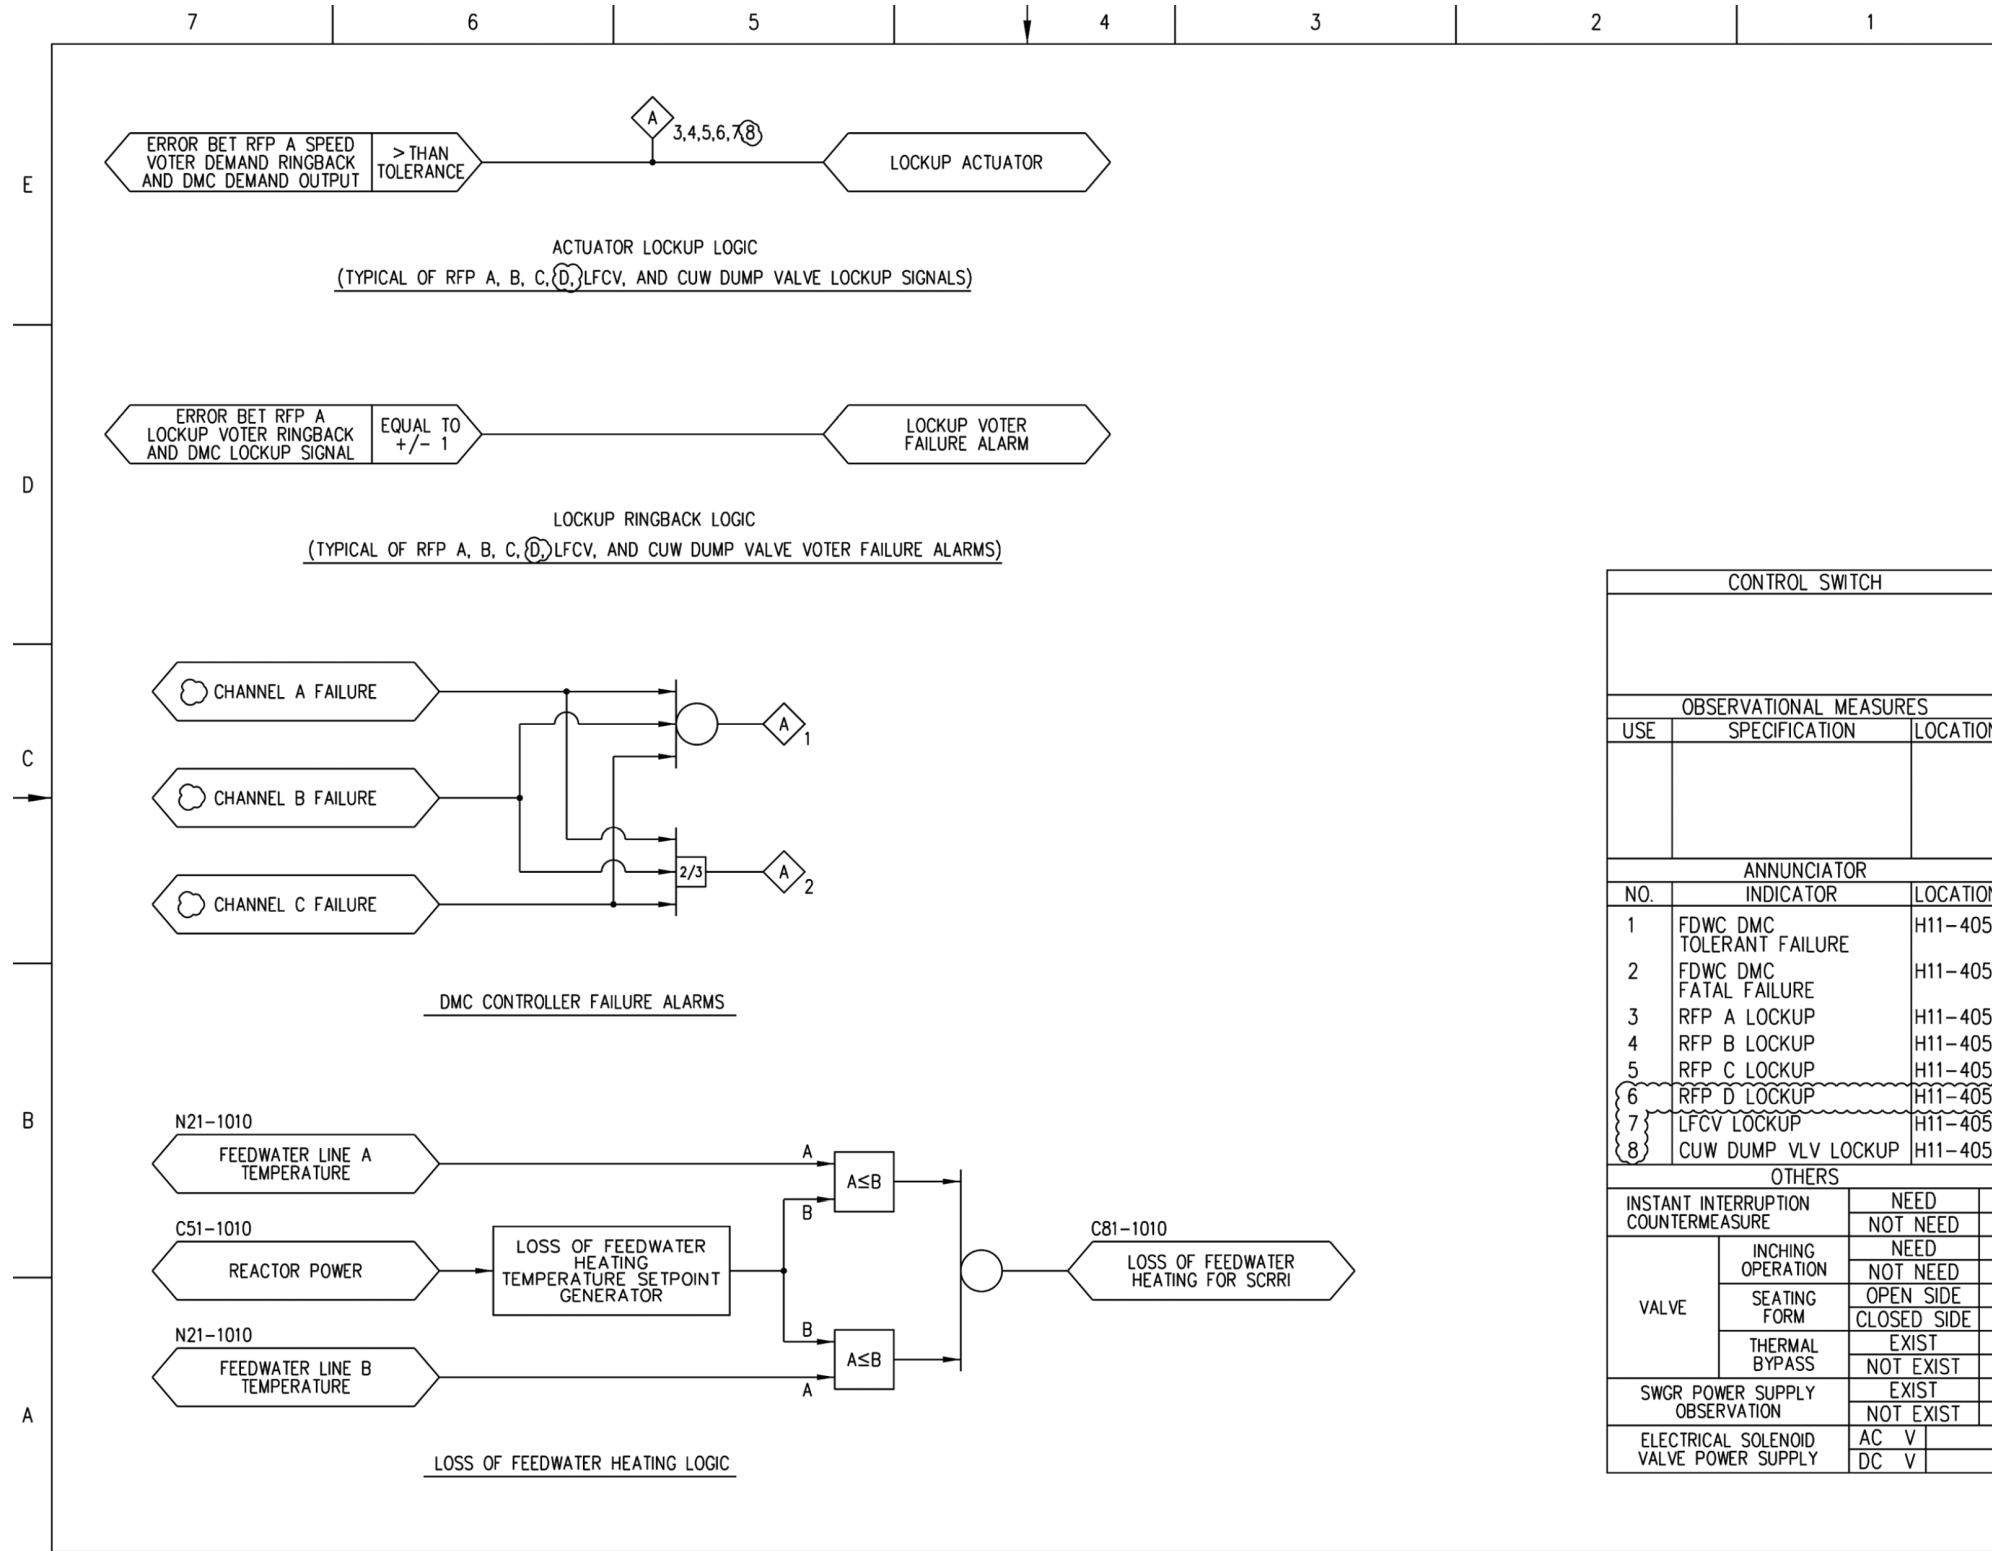 7 6 5 4 3 2 1
E
D
C
B
A
A
3,4,5,6,7,8
ERROR BET RFP A SPEED
VOTER DEMAND RINGBACK
AND DMC DEMAND OUTPUT
>THAN
TOLERANCE
LOCKUP ACTUATOR
ACTUATOR LOCKUP LOGIC
(TYPICAL OF RFP A, B, C, D, LFCV, AND CUW DUMP VALVE LOCKUP SIGNALS)
ERROR BET RFP A
LOCKUP VOTER RINGBACK
AND DMC LOCKUP SIGNAL
EQUAL TO
+/- 1
LOCKUP VOTER
FAILURE ALARM
LOCKUP RINGBACK LOGIC
(TYPICAL OF RFP A, B, C, D, LFCV, AND CUW DUMP VALVE VOTER FAILURE ALARMS)
CHANNEL A FAILURE
A
1
CHANNEL B FAILURE
2/3
A
2
CHANNEL C FAILURE
DMC CONTROLLER FAILURE ALARMS
N21-1010
FEEDWATER LINE A
TEMPERATURE
A
A≤B
B
C51-1010
REACTOR POWER
LOSS OF FEEDWATER
HEATING
TEMPERATURE SETPOINT
GENERATOR
C81-1010
LOSS OF FEEDWATER
HEATING FOR SCRRI
N21-1010
FEEDWATER LINE B
TEMPERATURE
B
A≤B
A
LOSS OF FEEDWATER HEATING LOGIC
CONTROL SWITCH
OBSERVATIONAL MEASURES
USE SPECIFICATION LOCATION
ANNUNCIATOR
NO. INDICATOR LOCATION
1 FDWC DMC H11-405
TOLERANT FAILURE
2 FDWC DMC H11-405
FATAL FAILURE
3 RFP A LOCKUP H11-405
4 RFP B LOCKUP H11-405
5 RFP C LOCKUP H11-405
6 RFP D LOCKUP H11-405
7 LFCV LOCKUP H11-405
8 CUW DUMP VLV LOCKUP H11-405
OTHERS
INSTANT INTERRUPTION
COUNTERMEASURE
NEED
NOT NEED
VALVE
INCHING
OPERATION
NEED
NOT NEED
SEATING
FORM
OPEN SIDE
CLOSED SIDE
THERMAL
BYPASS
EXIST
NOT EXIST
SWGR POWER SUPPLY
OBSERVATION
EXIST
NOT EXIST
ELECTRICAL SOLENOID
VALVE POWER SUPPLY
AC V
DC V